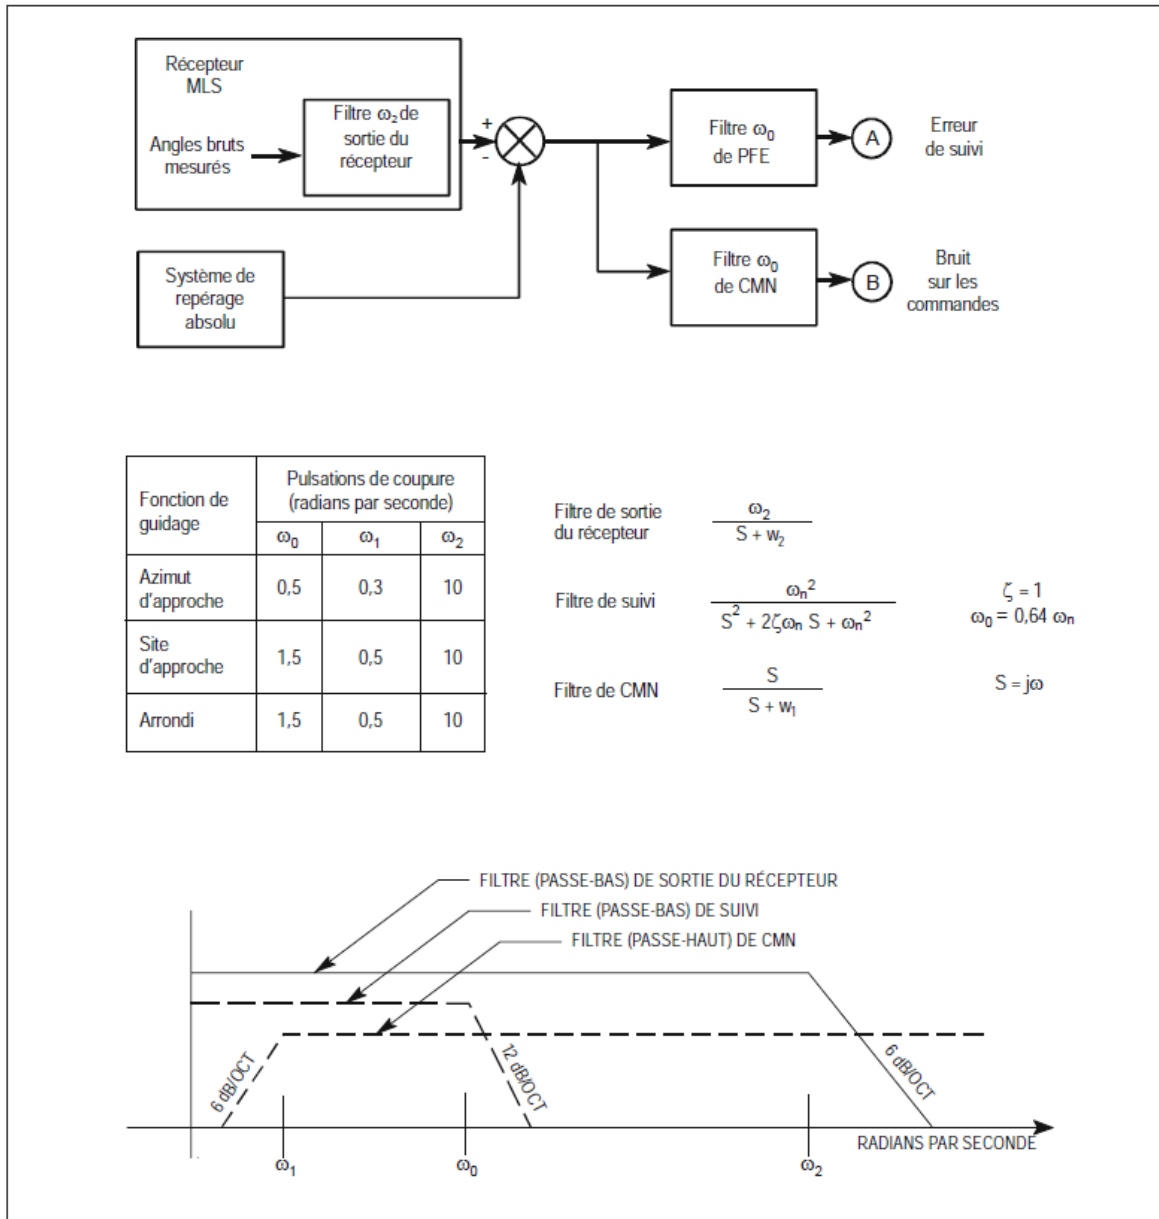 Récepteur
MLS
Angles bruts
mesurés
Filtre ω₂ de
sortie du
récepteur
+
-
Système de
repérage
absolu
Filtre ω₀
de PFE
A
Erreur
de suivi
Filtre ω₀
de CMN
B
Bruit
sur les
commandes
Fonction de
guidage
Pulsations de coupure
(radians par seconde)
ω₀ ω₁ ω₂
Azimut
d'approche
0,5 0,3 10
Site
d'approche
1,5 0,5 10
Arrondi 1,5 0,5 10
Filtre de sortie
du récepteur
ω₂
S + w₂
Filtre de suivi
ωₙ²
S² + 2ζωₙ S + ωₙ²
ζ = 1
ω₀ = 0,64 ωₙ
Filtre de CMN
S
S + w₁
S = jω
FILTRE (PASSE-BAS) DE SORTIE DU RÉCEPTEUR
FILTRE (PASSE-BAS) DE SUIVI
FILTRE (PASSE-HAUT) DE CMN
6 dB/OCT
12 dB/OCT
6 dB/OCT
RADIANS PAR SECONDE
ω₁ ω₀ ω₂